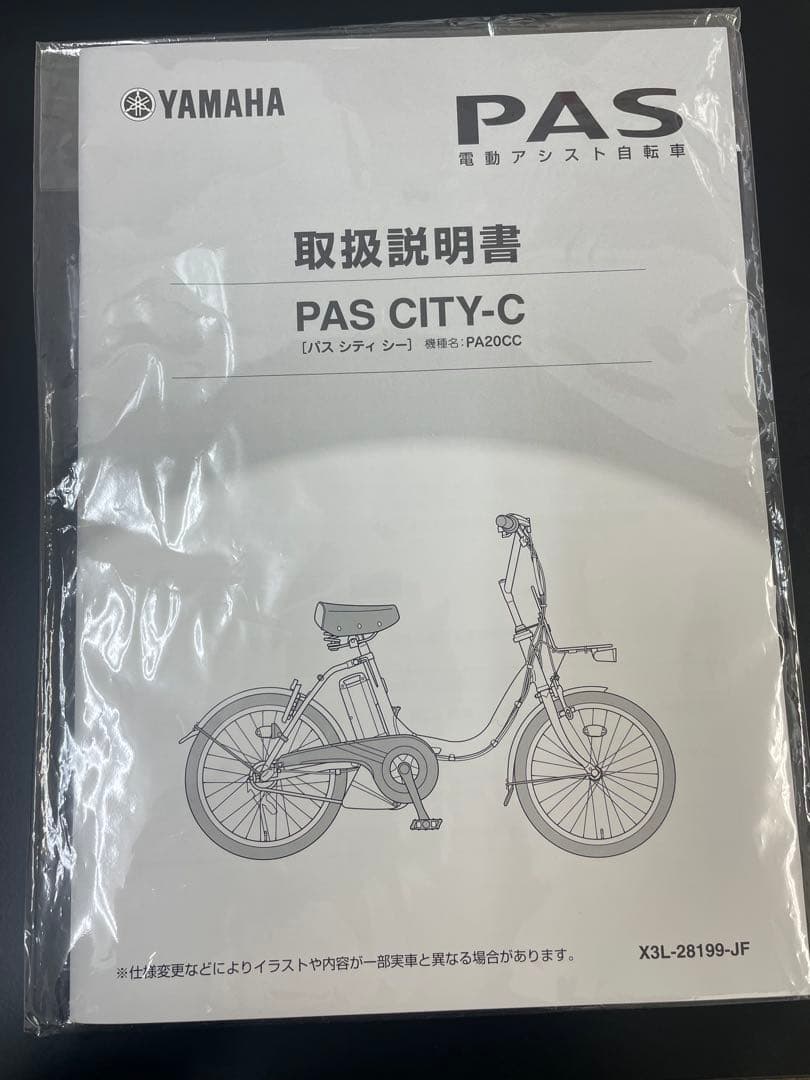 YAMAHA
PAS
電動アシスト自転車
取扱説明書
PAS CITY-C
［パス シティ シー］ 機種名：PA20CC
※仕様変更などによりイラストや内容が一部実車と異なる場合があります。
X3L-28199-JF